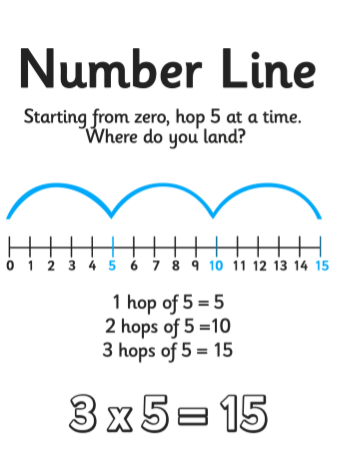 Number Line
Starting from zero, hop 5 at a time.
Where do you land?
0 1 2 3 4 5 6 7 8 9 10 11 12 13 14 15
1 hop of 5 = 5
2 hops of 5 =10
3 hops of 5 = 15
3 x 5 = 15